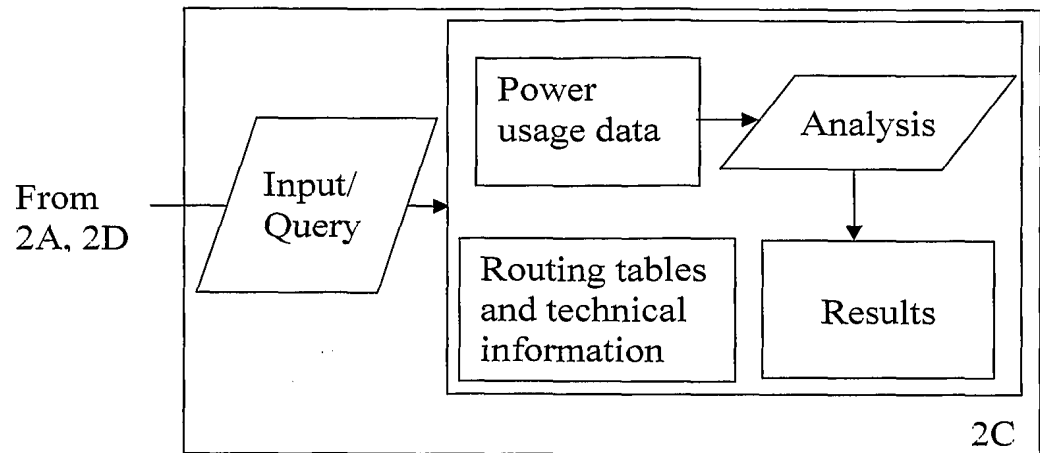 From
2A, 2D
Input/
Query
Power
usage data
Analysis
Routing tables
and technical
information
Results
2C